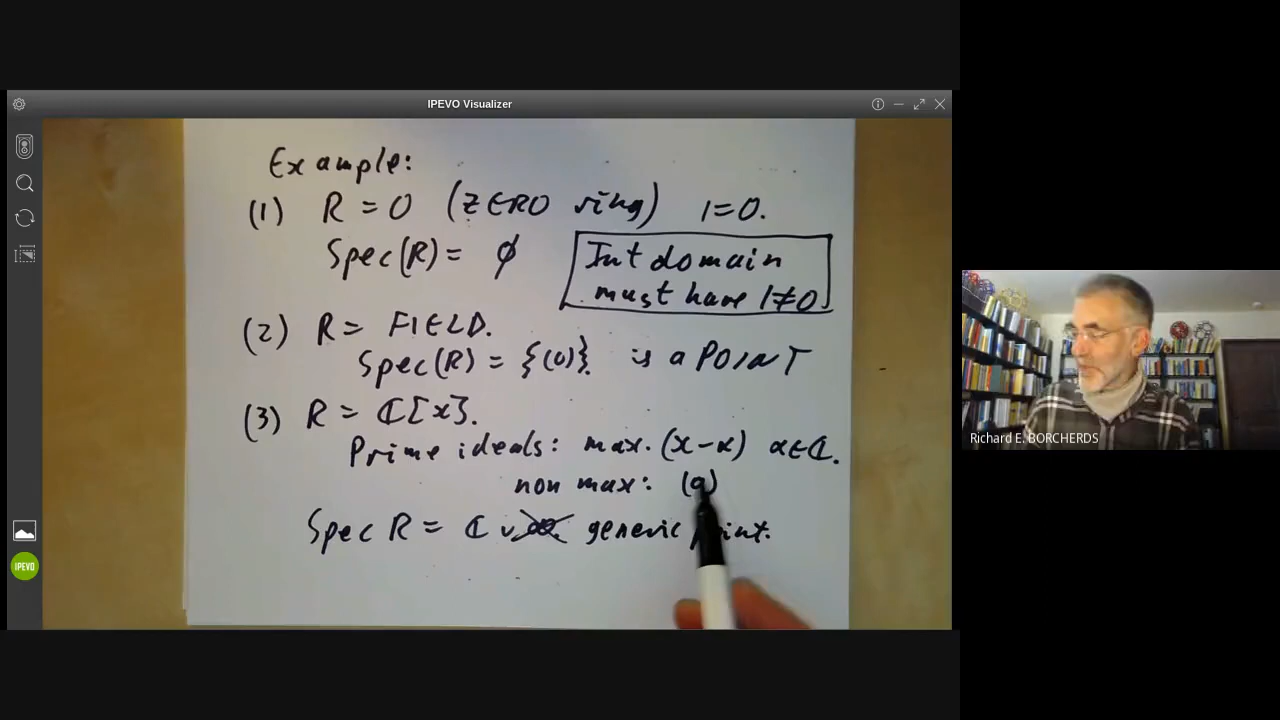 IPEVO Visualizer
Example:
(1) R = 0 (ZERO ring) 1=0.
Spec(R) = ∅
Int domain
must have 1≠0
(2) R = FIELD.
Spec(R) = {(0)}. is a POINT
(3) R = ℂ[x].
Prime ideals: max. (x-α) α∈ℂ.
non max: (0)
Spec R = ℂ ∪ ∞ generic point.
IPEVO
Richard E. BORCHERDS